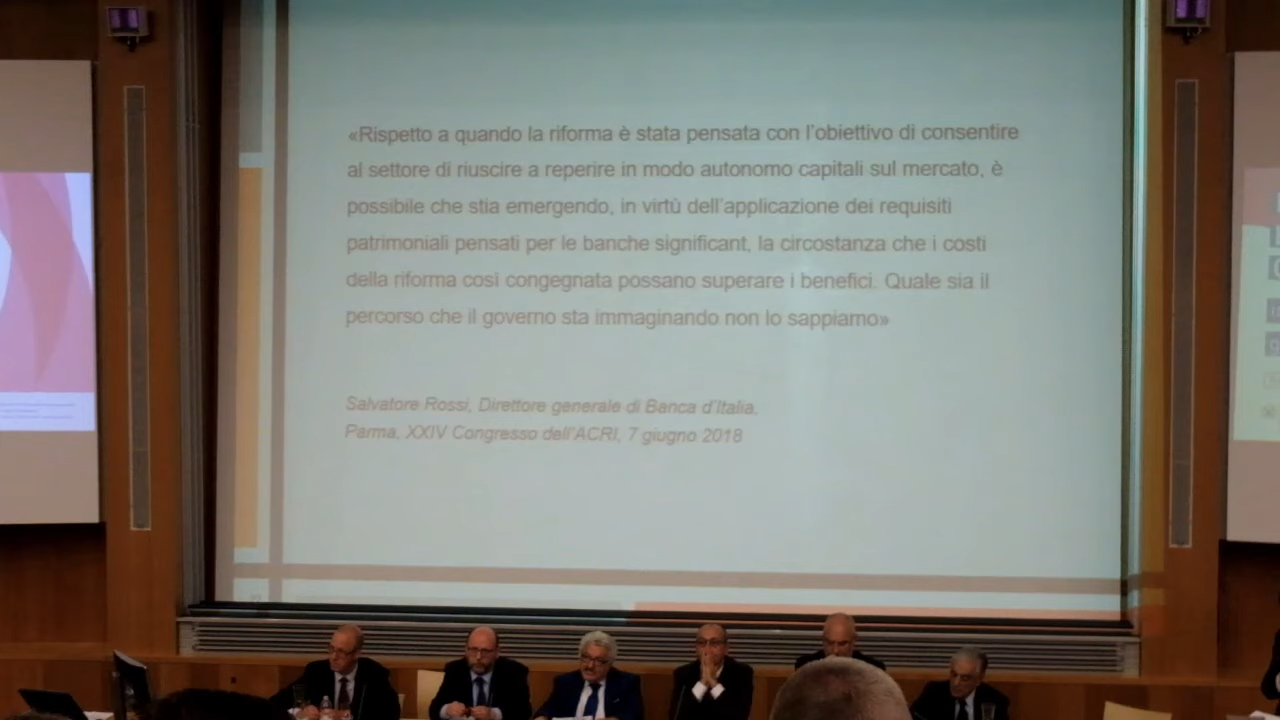 «Rispetto a quando la riforma è stata pensata con l'obiettivo di consentire
al settore di riuscire a reperire in modo autonomo capitali sul mercato, è
possibile che stia emergendo, in virtù dell'applicazione dei requisiti
patrimoniali pensati per le banche significant, la circostanza che i costi
della riforma così congegnata possano superare i benefici. Quale sia il
percorso che il governo sta immaginando non lo sappiamo»
Salvatore Rossi, Direttore generale di Banca d'Italia,
Parma, XXIV Congresso dell'ACRI, 7 giugno 2018